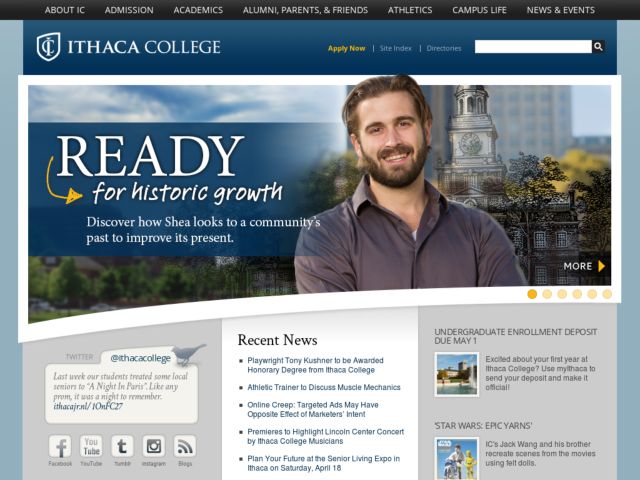 ABOUT IC ADMISSION ACADEMICS ALUMNI, PARENTS, & FRIENDS ATHLETICS CAMPUS LIFE NEWS & EVENTS
ITHACA COLLEGE
Apply Now | Site Index | Directories
READY
for historic growth
Discover how Shea looks to a community's
past to improve its present.
MORE
TWITTER @ithacacollege
Last week our students treated some local
seniors to "A Night In Paris". Like any
prom, it was a night to remember.
ithacajr.nl/1OnFC27
Facebook YouTube tumblr instagram Blogs
Recent News
Playwright Tony Kushner to be Awarded
Honorary Degree from Ithaca College
Athletic Trainer to Discuss Muscle Mechanics
Online Creep: Targeted Ads May Have
Opposite Effect of Marketers' Intent
Premieres to Highlight Lincoln Center Concert
by Ithaca College Musicians
Plan Your Future at the Senior Living Expo in
Ithaca on Saturday, April 18
UNDERGRADUATE ENROLLMENT DEPOSIT
DUE MAY 1
Excited about your first year at
Ithaca College? Use myIthaca to
send your deposit and make it
official!
'STAR WARS: EPIC YARNS'
IC's Jack Wang and his brother
recreate scenes from the movies
using felt dolls.